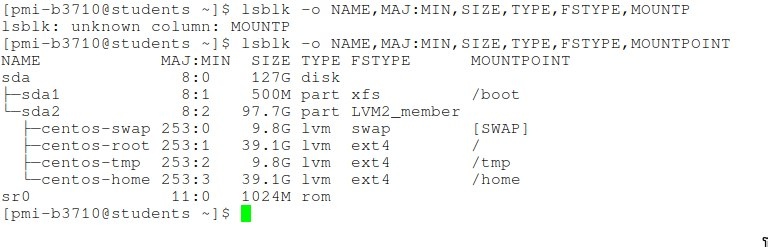 [pmi-b3710@students ~]$ lsblk -o NAME,MAJ:MIN,SIZE,TYPE,FSTYPE,MOUNTP
lsblk: unknown column: MOUNTP
[pmi-b3710@students ~]$ lsblk -o NAME,MAJ:MIN,SIZE,TYPE,FSTYPE,MOUNTPOINT
NAME            MAJ:MIN  SIZE TYPE FSTYPE      MOUNTPOINT
sda               8:0    127G disk
├─sda1            8:1    500M part xfs         /boot
└─sda2            8:2   97.7G part LVM2_member
  ├─centos-swap 253:0    9.8G lvm  swap        [SWAP]
  ├─centos-root 253:1   39.1G lvm  ext4        /
  ├─centos-tmp  253:2    9.8G lvm  ext4        /tmp
  └─centos-home 253:3   39.1G lvm  ext4        /home
sr0              11:0   1024M rom
[pmi-b3710@students ~]$